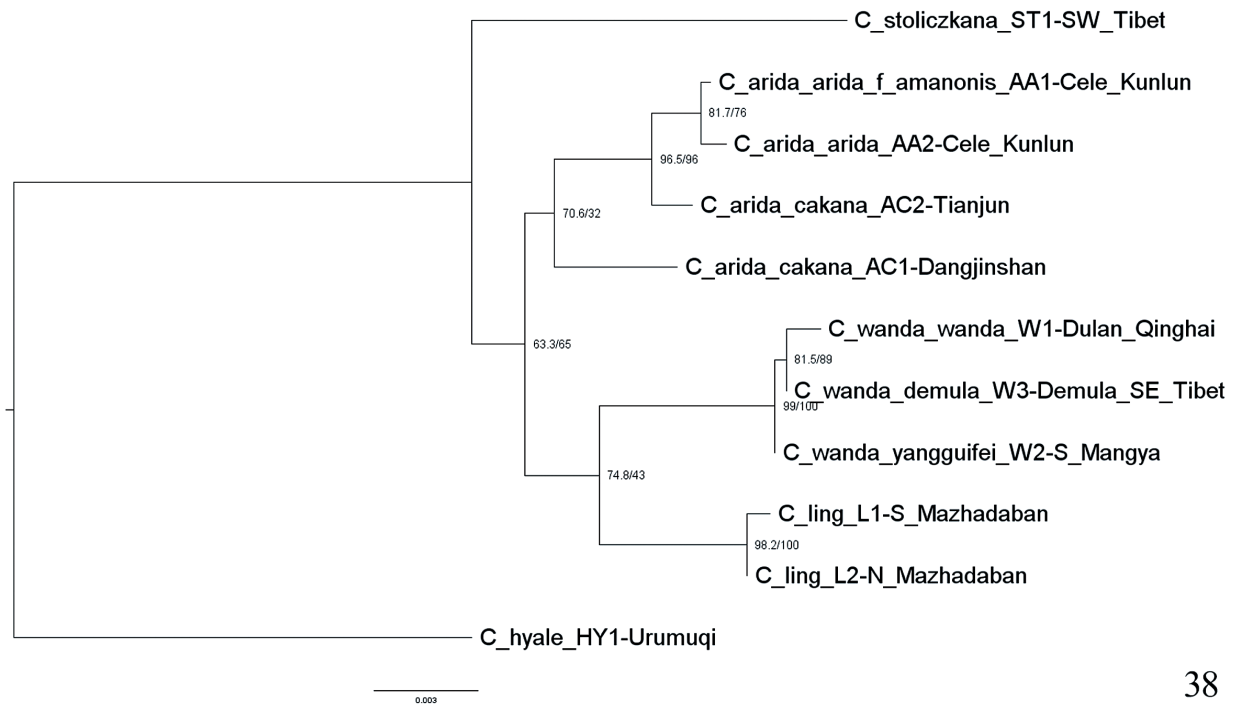 C_stoliczkana_ST1-SW_Tibet
C_arida_arida_f_amanonis_AA1-Cele_Kunlun
81.7/76
C_arida_arida_AA2-Cele_Kunlun
96.5/96
C_arida_cakana_AC2-Tianjun
70.6/32
C_arida_cakana_AC1-Dangjinshan
C_wanda_wanda_W1-Dulan_Qinghai
63.3/65
81.5/89
C_wanda_demula_W3-Demula_SE_Tibet
99/100
C_wanda_yangguifei_W2-S_Mangya
74.8/43
C_ling_L1-S_Mazhadaban
98.2/100
C_ling_L2-N_Mazhadaban
C_hyale_HY1-Urumuqi
0.003
38